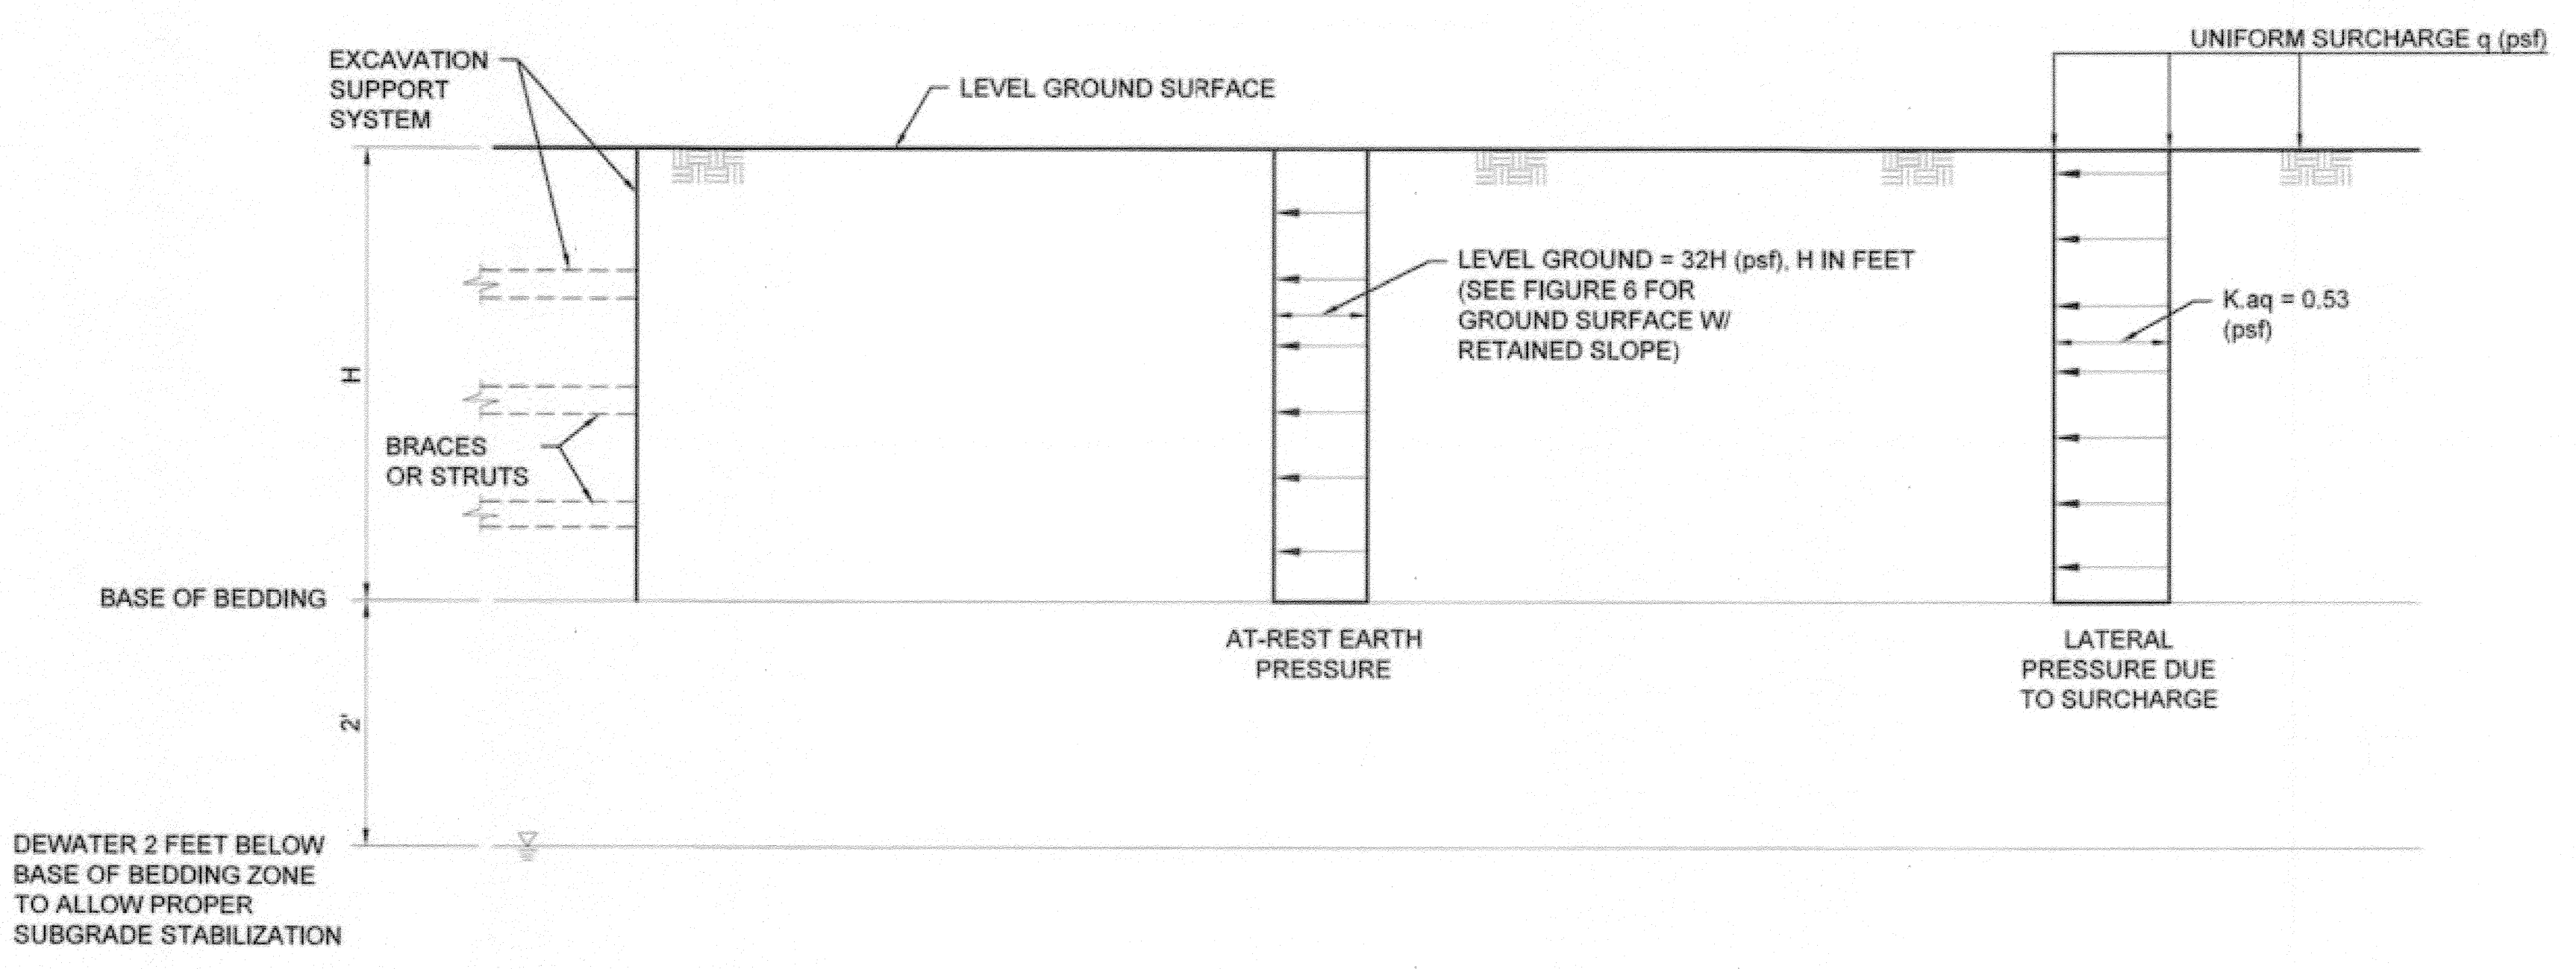 UNIFORM SURCHARGE q (psf)
EXCAVATION
SUPPORT
SYSTEM
LEVEL GROUND SURFACE
LEVEL GROUND = 32H (psf), H IN FEET
(SEE FIGURE 6 FOR
GROUND SURFACE W/
RETAINED SLOPE)
K.aq = 0.53
(psf)
H
BRACES
OR STRUTS
BASE OF BEDDING
AT-REST EARTH
PRESSURE
LATERAL
PRESSURE DUE
TO SURCHARGE
2'
DEWATER 2 FEET BELOW
BASE OF BEDDING ZONE
TO ALLOW PROPER
SUBGRADE STABILIZATION